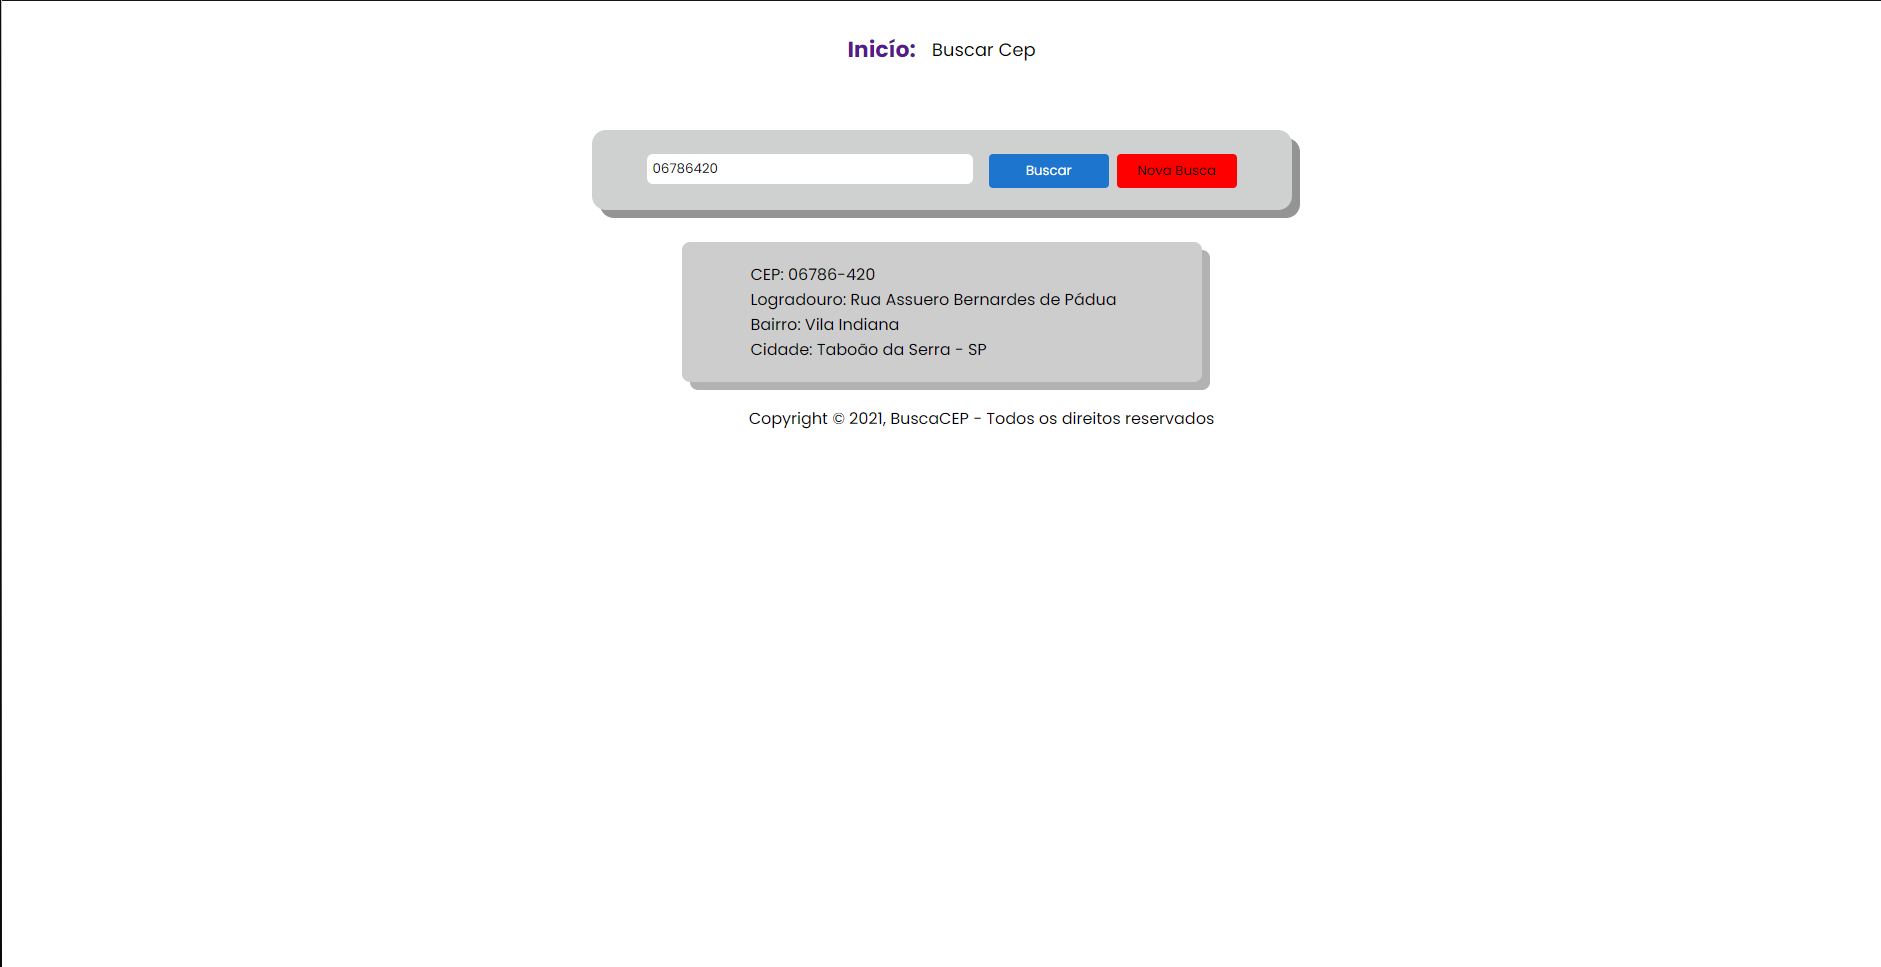 Inicío: Buscar Cep
06786420 Buscar Nova Busca
CEP: 06786-420
Logradouro: Rua Assuero Bernardes de Pádua
Bairro: Vila Indiana
Cidade: Taboão da Serra - SP
Copyright © 2021, BuscaCEP - Todos os direitos reservados